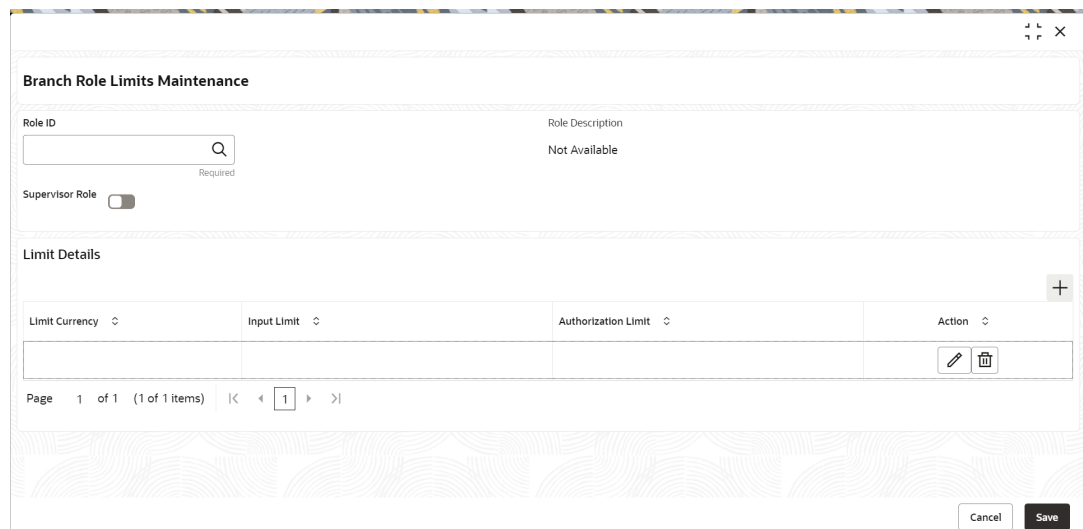 Branch Role Limits Maintenance
Role ID
Role Description
Not Available
Required
Supervisor Role
Limit Details
Limit Currency Input Limit Authorization Limit Action
Page 1 of 1 (1 of 1 items) 1
Cancel Save